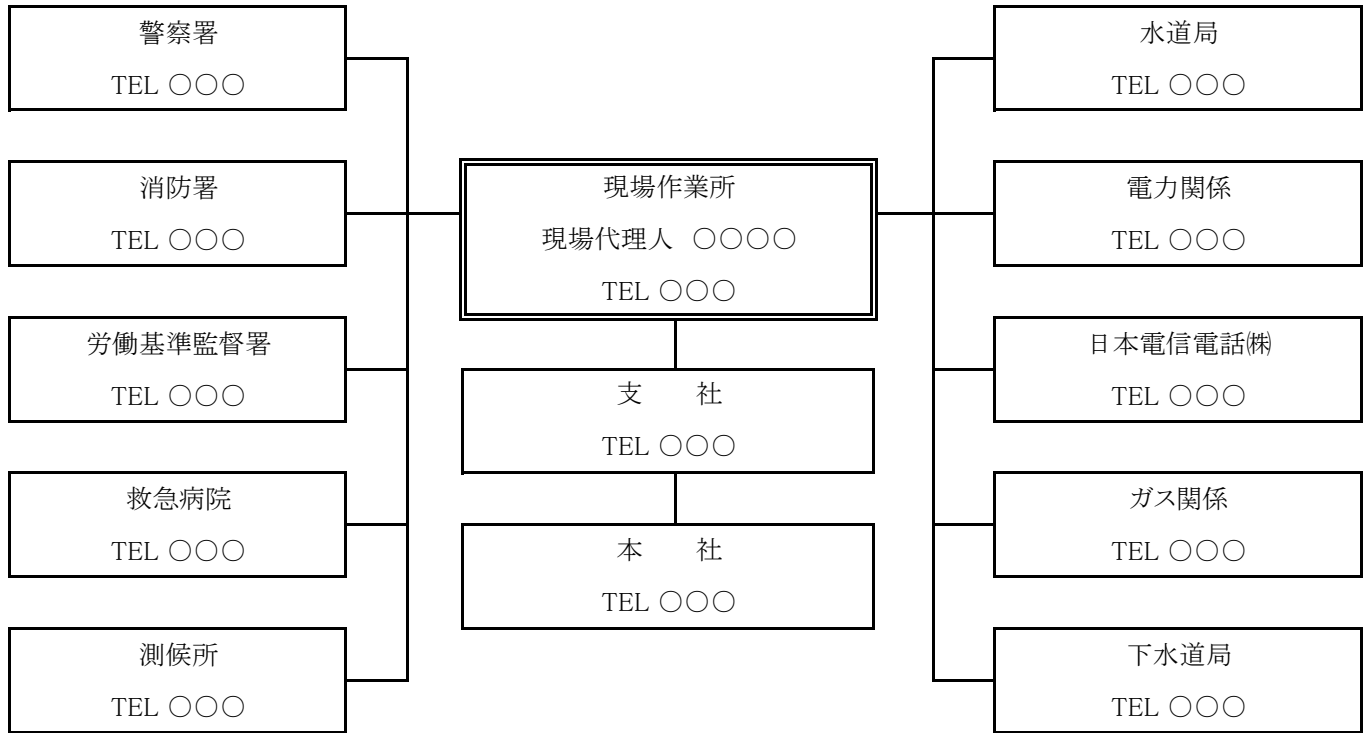 警察署
TEL ○○○
消防署
TEL ○○○
労働基準監督署
TEL ○○○
救急病院
TEL ○○○
測候所
TEL ○○○
現場作業所
現場代理人 ○○○○
TEL ○○○
支　　社
TEL ○○○
本　　社
TEL ○○○
水道局
TEL ○○○
電力関係
TEL ○○○
日本電信電話㈱
TEL ○○○
ガス関係
TEL ○○○
下水道局
TEL ○○○